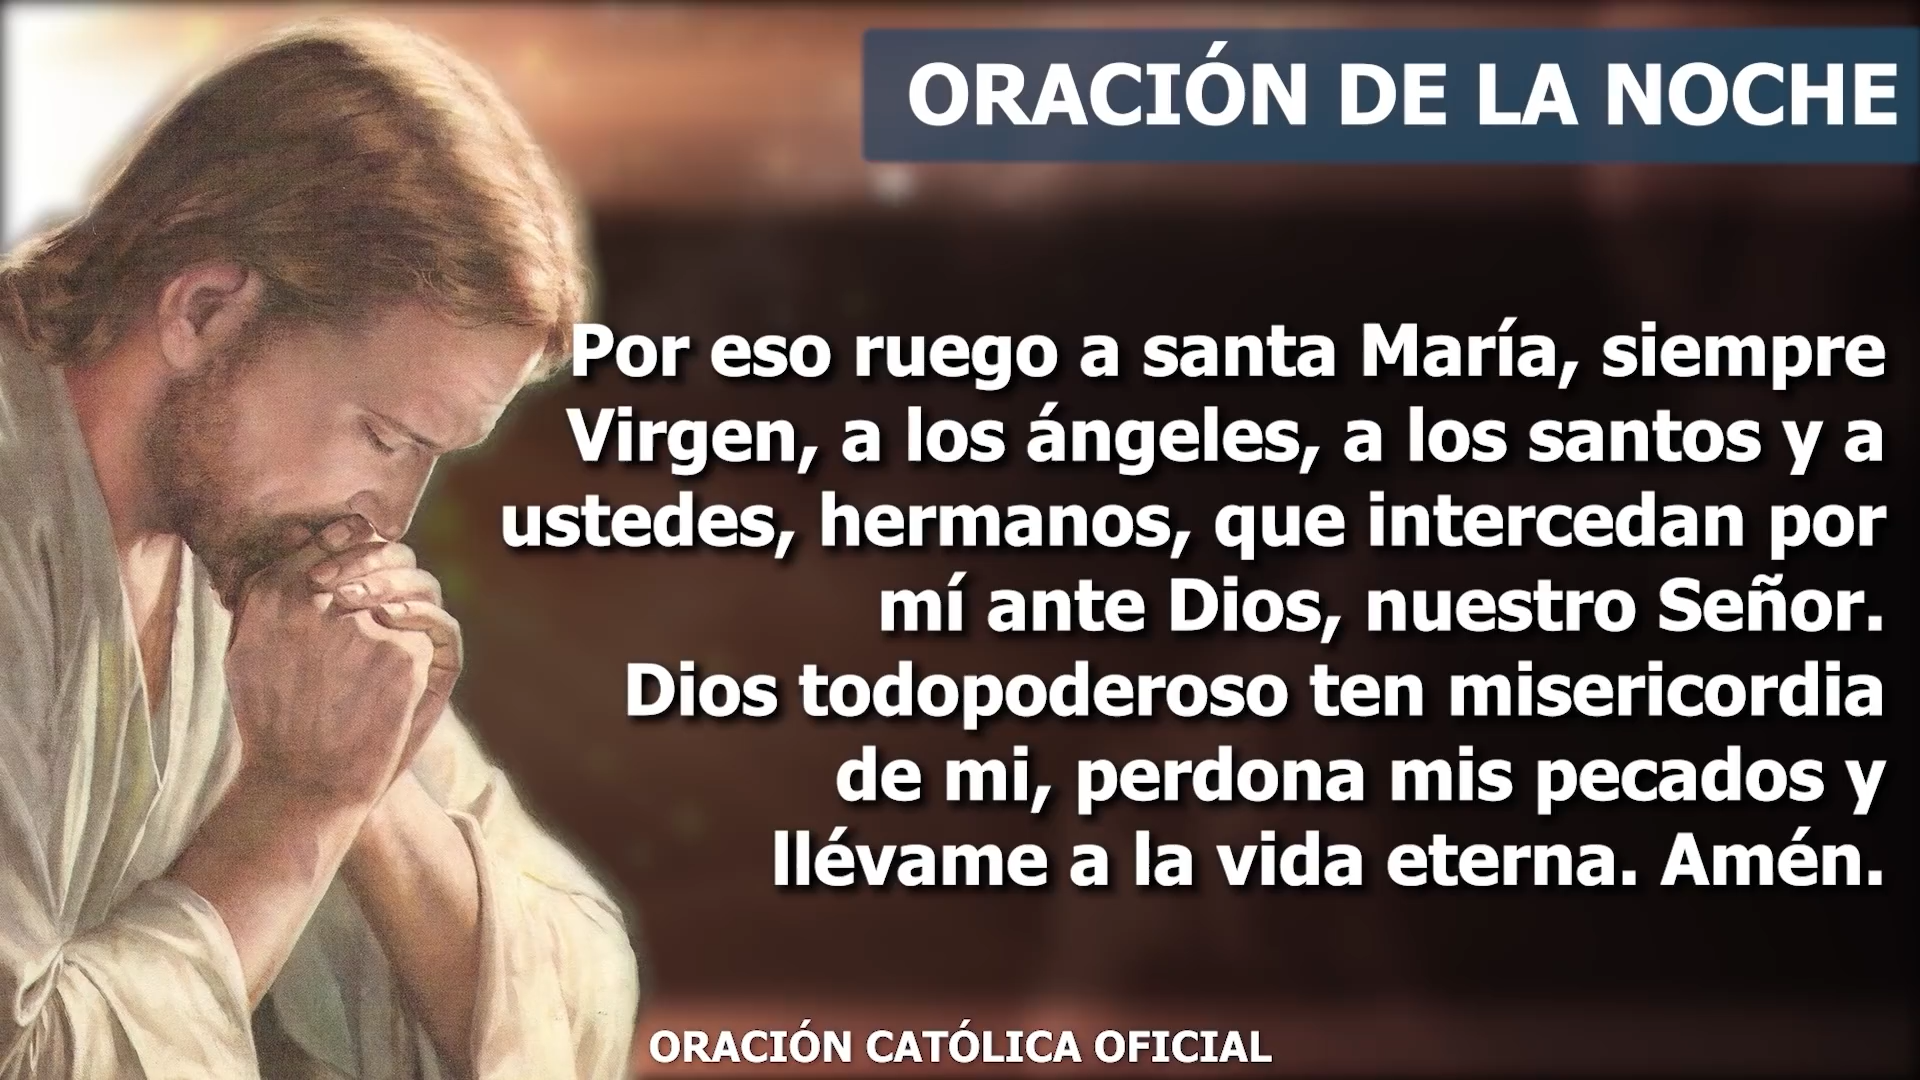 ORACIÓN DE LA NOCHE
Por eso ruego a santa María, siempre
Virgen, a los ángeles, a los santos y a
ustedes, hermanos, que intercedan por
mí ante Dios, nuestro Señor.
Dios todopoderoso ten misericordia
de mi, perdona mis pecados y
llévame a la vida eterna. Amén.
ORACIÓN CATÓLICA OFICIAL